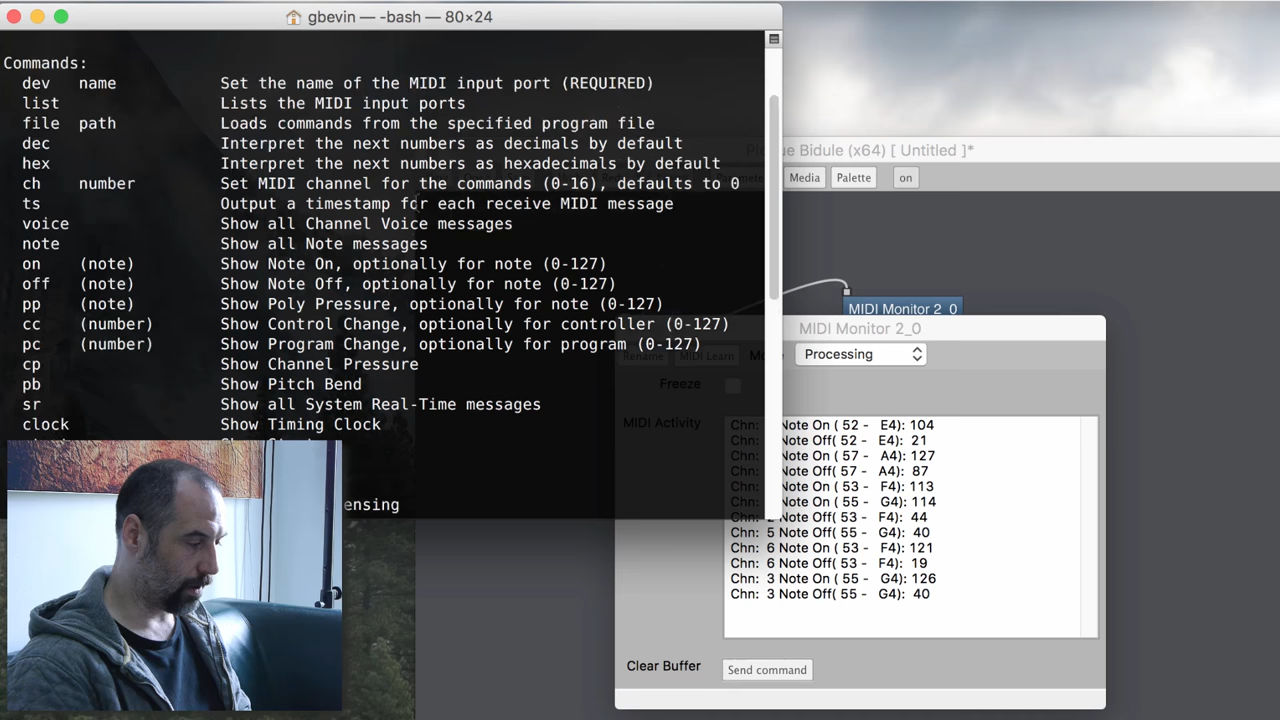 gbevin — -bash — 80×24
Commands:
dev name Set the name of the MIDI input port (REQUIRED)
list Lists the MIDI input ports
file path Loads commands from the specified program file
dec Interpret the next numbers as decimals by default
hex Interpret the next numbers as hexadecimals by default
ch number Set MIDI channel for the commands (0-16), defaults to 0
ts Output a timestamp for each receive MIDI message
voice Show all Channel Voice messages
note Show all Note messages
on (note) Show Note On, optionally for note (0-127)
off (note) Show Note Off, optionally for note (0-127)
pp (note) Show Poly Pressure, optionally for note (0-127)
cc (number) Show Control Change, optionally for controller (0-127)
pc (number) Show Program Change, optionally for program (0-127)
cp Show Channel Pressure
pb Show Pitch Bend
sr Show all System Real-Time messages
clock Show Timing Clock
ensing
Bidule (x64) [ Untitled ]*
Media Palette on
MIDI Monitor 2_0
MIDI Monitor 2_0
Rename MIDI Learn Processing
Freeze
MIDI Activity
Chn: Note On ( 52 - E4): 104
Chn: Note Off( 52 - E4): 21
Chn: Note On ( 57 - A4): 127
Chn: Note Off( 57 - A4): 87
Chn: Note On ( 53 - F4): 113
Chn: Note On ( 55 - G4): 114
Chn: 2 Note Off( 53 - F4): 44
Chn: 5 Note Off( 55 - G4): 40
Chn: 6 Note On ( 53 - F4): 121
Chn: 6 Note Off( 53 - F4): 19
Chn: 3 Note On ( 55 - G4): 126
Chn: 3 Note Off( 55 - G4): 40
Clear Buffer Send command